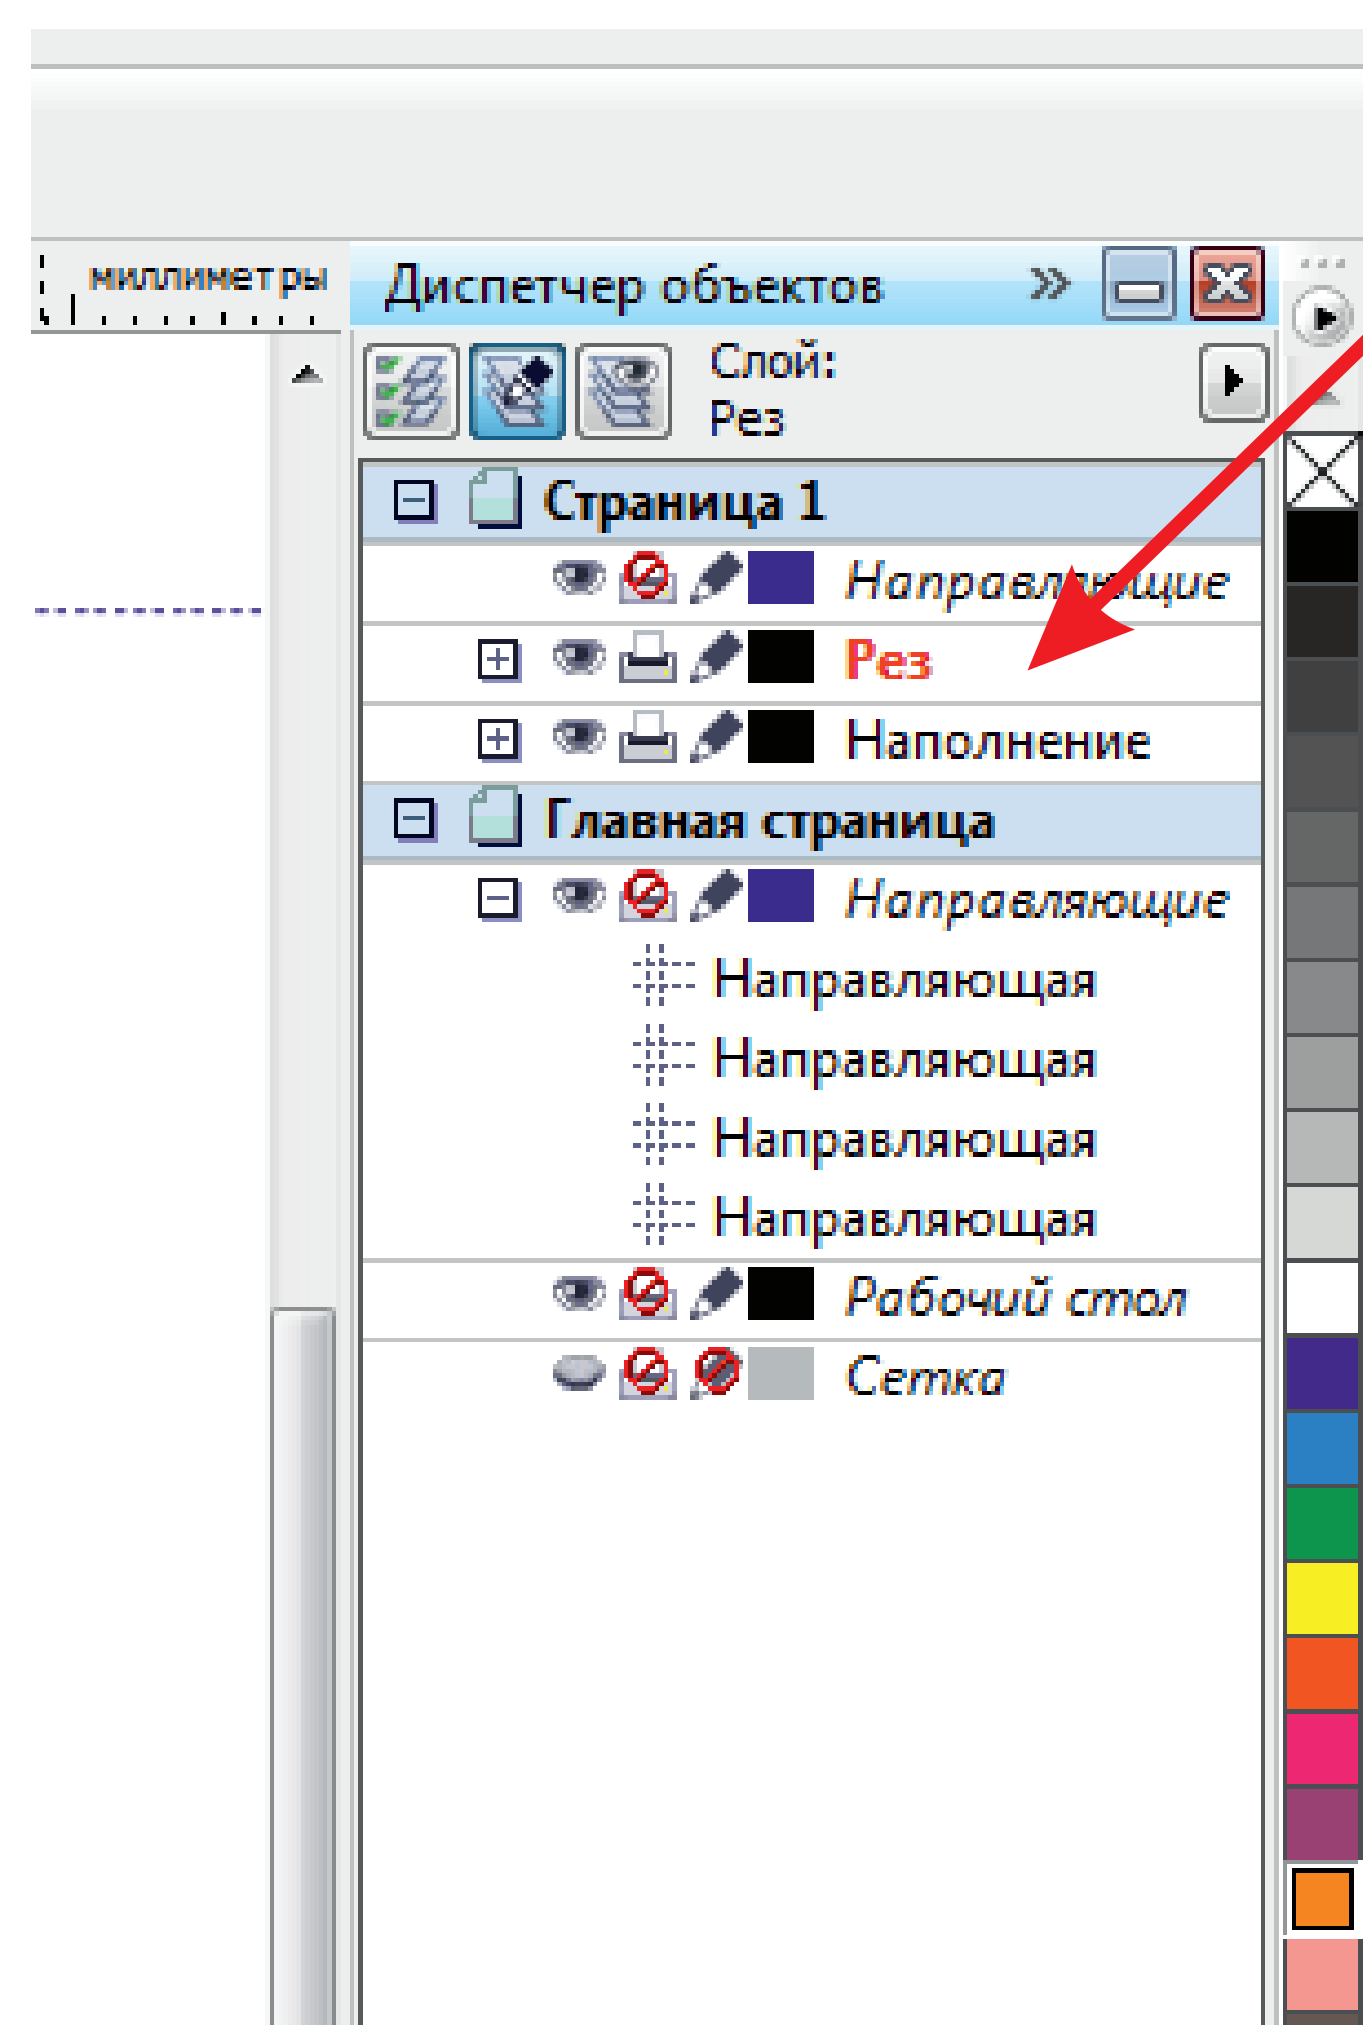 миллиметры
Диспетчер объектов
Слой:
Рез
Страница 1
Направляющие
Рез
Наполнение
Главная страница
Направляющие
Направляющая
Направляющая
Направляющая
Направляющая
Рабочий стол
Сетка